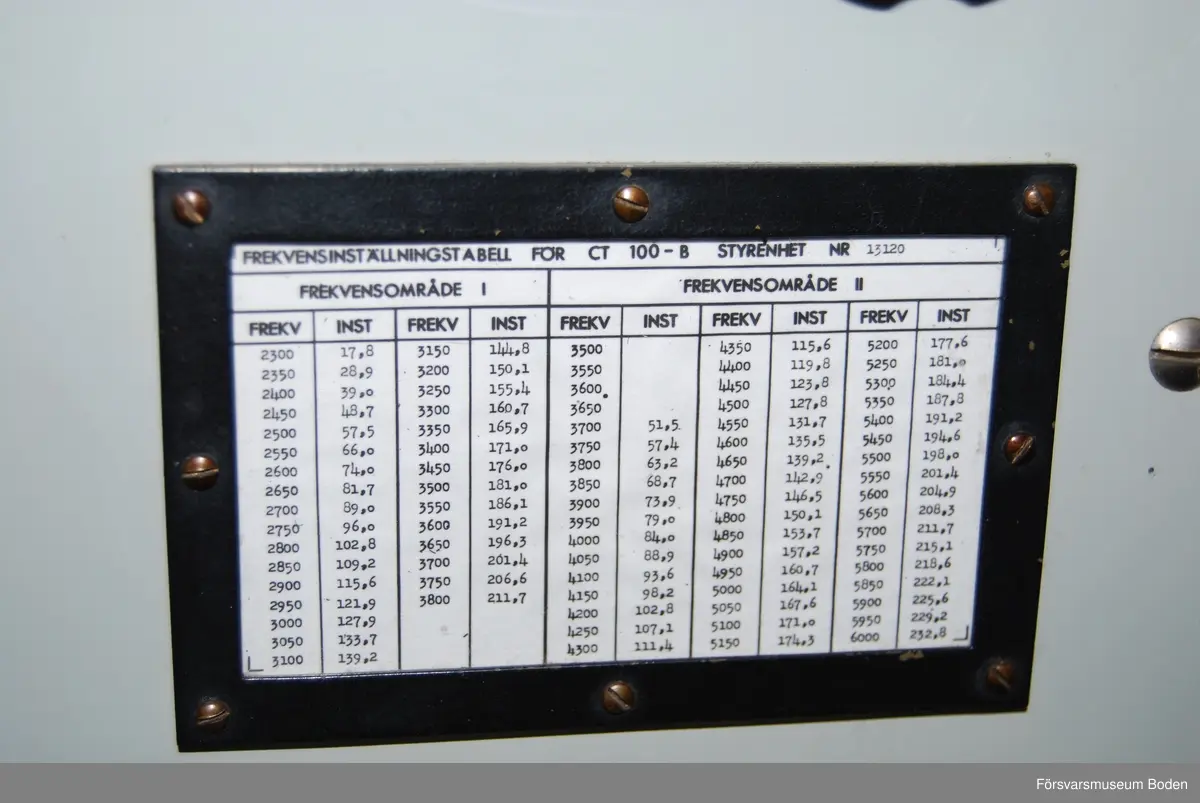 FREKVENSINSTÄLLNINGSTABELL FÖR CT 100-B STYRENHET NR 13120
FREKVENSOMRÅDE I FREKVENSOMRÅDE II
FREKV INST FREKV INST FREKV INST FREKV INST FREKV INST
2300 17,8 3150 144,8 3500 4350 115,6 5200 177,6
2350 28,9 3200 150,1 3550 4400 119,8 5250 181,0
2400 39,0 3250 155,4 3600 4450 123,8 5300 184,4
2450 48,7 3300 160,7 3650 4500 127,8 5350 187,8
2500 57,5 3350 165,9 3700 51,5 4550 131,7 5400 191,2
2550 66,0 3400 171,0 3750 57,4 4600 135,5 5450 194,6
2600 74,0 3450 176,0 3800 63,2 4650 139,2 5500 198,0
2650 81,7 3500 181,0 3850 68,7 4700 142,9 5550 201,4
2700 89,0 3550 186,1 3900 73,9 4750 146,5 5600 204,9
2750 96,0 3600 191,2 3950 79,0 4800 150,1 5650 208,3
2800 102,8 3650 196,3 4000 84,0 4850 153,7 5700 211,7
2850 109,2 3700 201,4 4050 88,9 4900 157,2 5750 215,1
2900 115,6 3750 206,6 4100 93,6 4950 160,7 5800 218,6
2950 121,9 3800 211,7 4150 98,2 5000 164,1 5850 222,1
3000 127,9 4200 102,8 5050 167,6 5900 225,6
3050 133,7 4250 107,1 5100 171,0 5950 229,2
3100 139,2 4300 111,4 5150 174,3 6000 232,8
Försvarsmuseum Boden